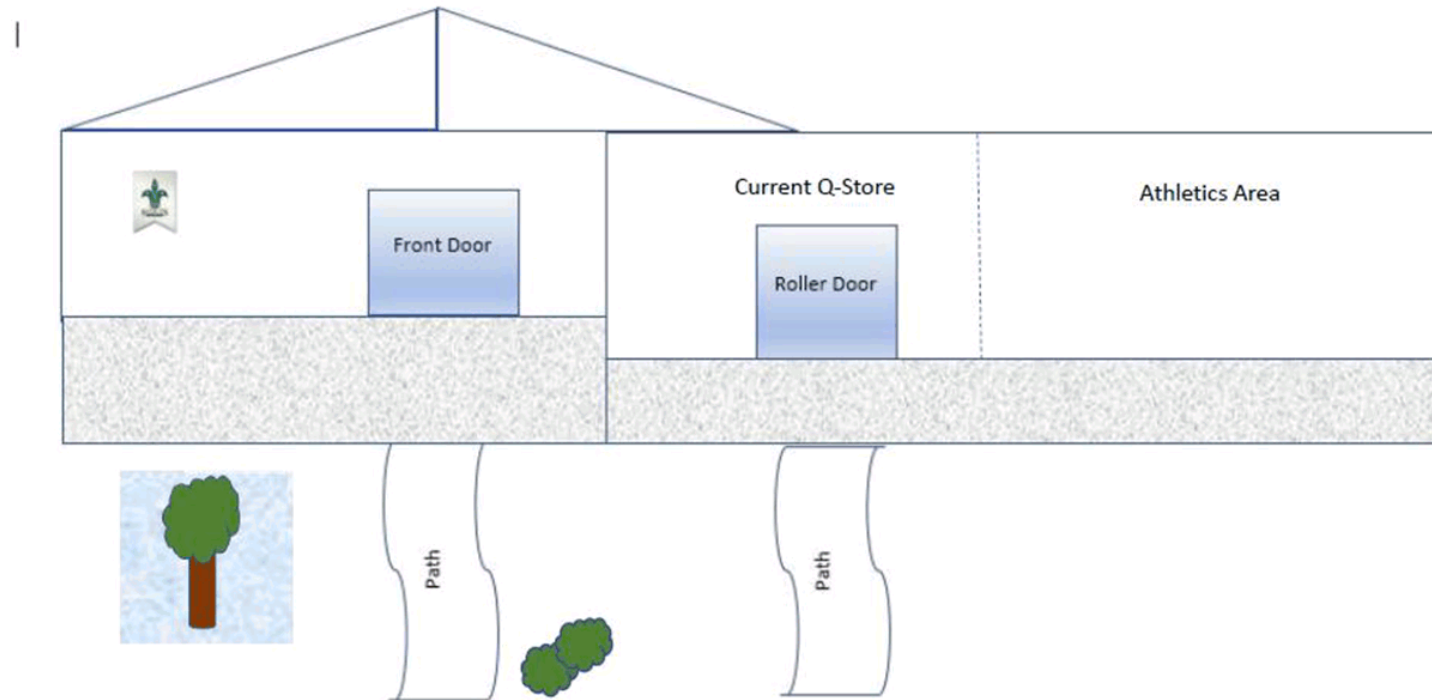 Current Q-Store
Athletics Area
Front Door
Roller Door
Path
Path